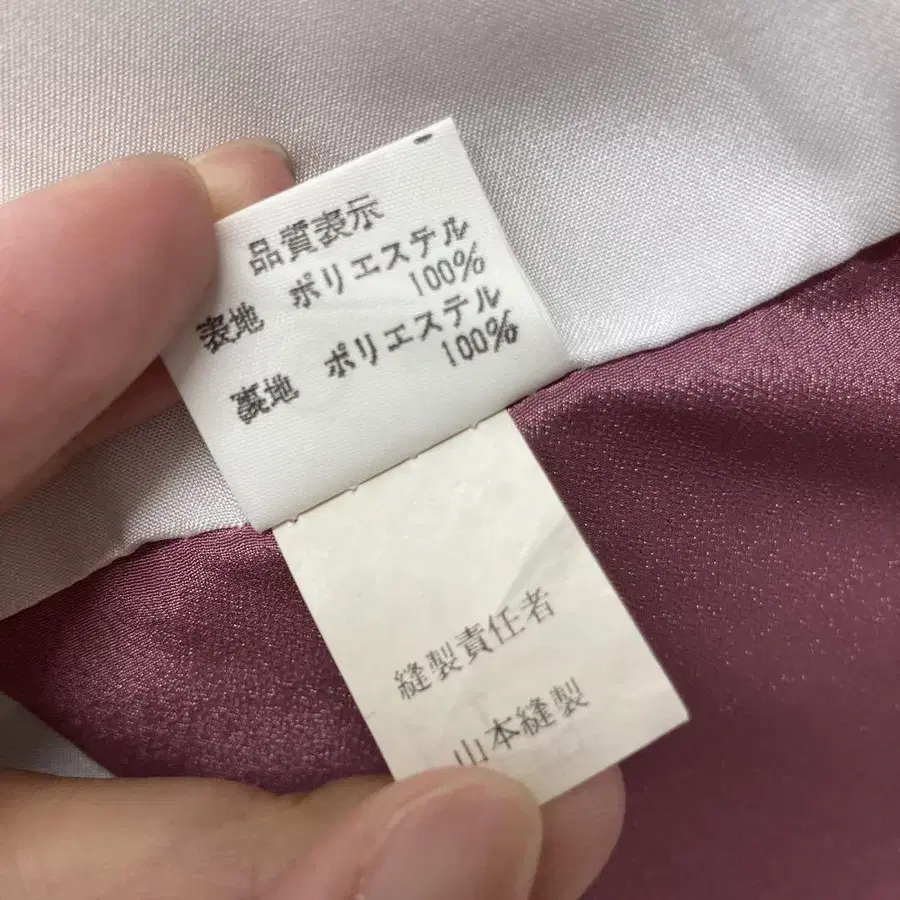 品質表示
表地 ポリエステル
100%
裏地 ポリエステル
100%
縫製責任者
山本縫製